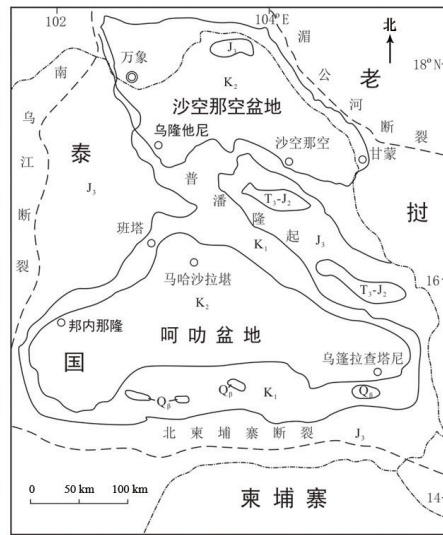 102
104°E
北
万象
J₃
湄公河断裂
18°N
老
南乌江断裂
K₂
沙空那空盆地
乌隆他尼
沙空那空
甘蒙
泰
J₃
普潘隆起
T₃-J₂
挝
班塔
K₁
J₃
马哈沙拉堪
16
T₃-J₂
K₂
邦内那隆
呵叻盆地
国
乌篷拉查塔尼
Qᵦ
Qᵦ
K₁
Qᵦ
北柬埔寨断裂
J₃
0 50 km 100 km
柬埔寨
14